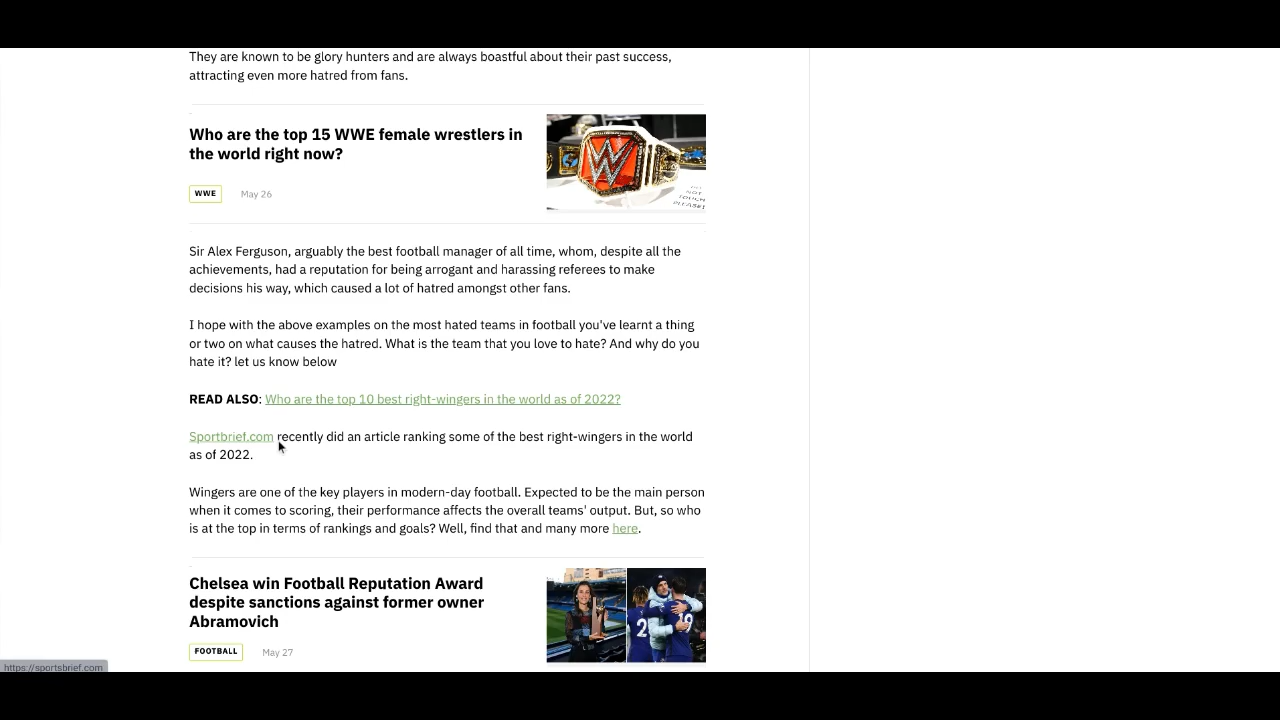 They are known to be glory hunters and are always boastful about their past success,
attracting even more hatred from fans.
Who are the top 15 WWE female wrestlers in
the world right now?
WWE May 26
Sir Alex Ferguson, arguably the best football manager of all time, whom, despite all the
achievements, had a reputation for being arrogant and harassing referees to make
decisions his way, which caused a lot of hatred amongst other fans.
I hope with the above examples on the most hated teams in football you've learnt a thing
or two on what causes the hatred. What is the team that you love to hate? And why do you
hate it? let us know below
READ ALSO: Who are the top 10 best right-wingers in the world as of 2022?
Sportbrief.com recently did an article ranking some of the best right-wingers in the world
as of 2022.
Wingers are one of the key players in modern-day football. Expected to be the main person
when it comes to scoring, their performance affects the overall teams' output. But, so who
is at the top in terms of rankings and goals? Well, find that and many more here.
Chelsea win Football Reputation Award
despite sanctions against former owner
Abramovich
FOOTBALL May 27
https://sportsbrief.com
NOT
TOUCH
PLEASE!
19